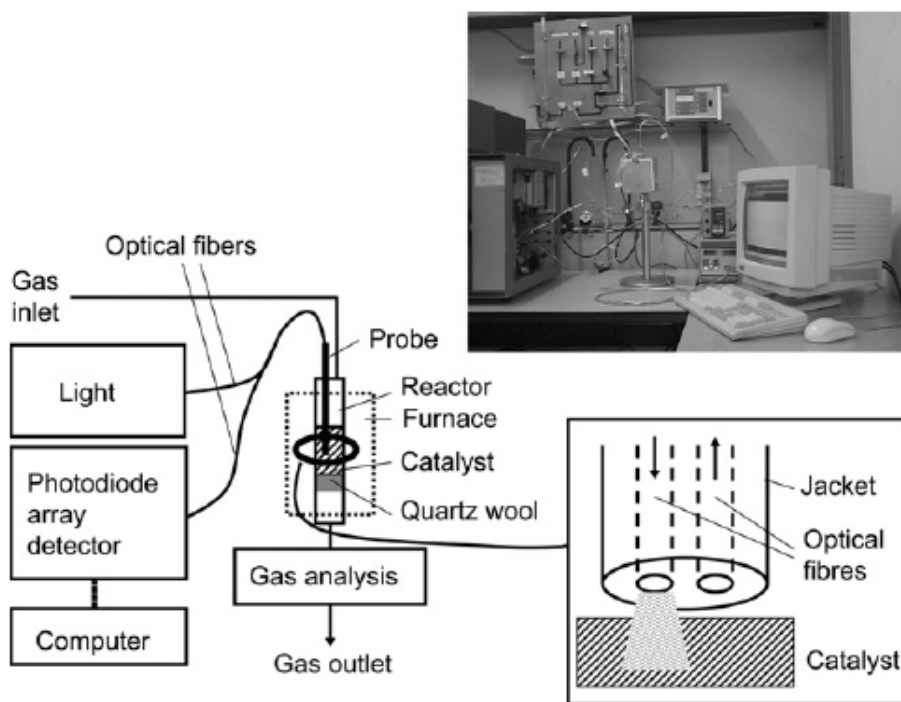 Optical fibers
Gas
inlet
Probe
Light
Reactor
Furnace
Catalyst
Quartz wool
Photodiode
array
detector
Gas analysis
Computer
Gas outlet
Jacket
Optical
fibres
Catalyst